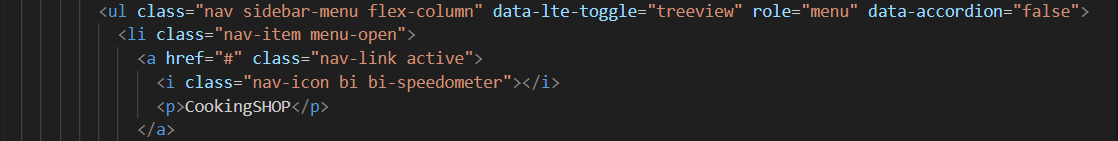 <ul class="nav sidebar-menu flex-column" data-lte-toggle="treeview" role="menu" data-accordion="false">
<li class="nav-item menu-open">
<a href="#" class="nav-link active">
<i class="nav-icon bi bi-speedometer"></i>
<p>CookingSHOP</p>
</a>